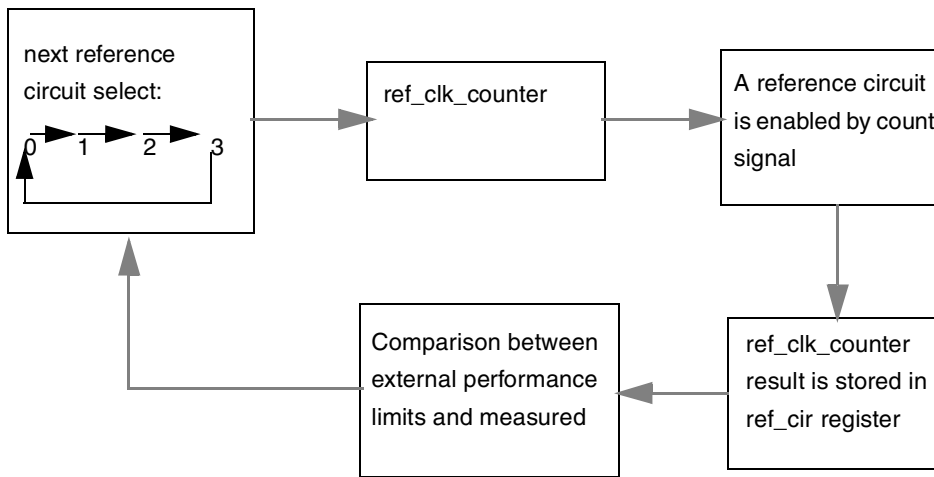 next reference
circuit select:
0 1 2 3
ref_clk_counter
A reference circuit
is enabled by count
signal
ref_clk_counter
result is stored in
ref_cir register
Comparison between
external performance
limits and measured